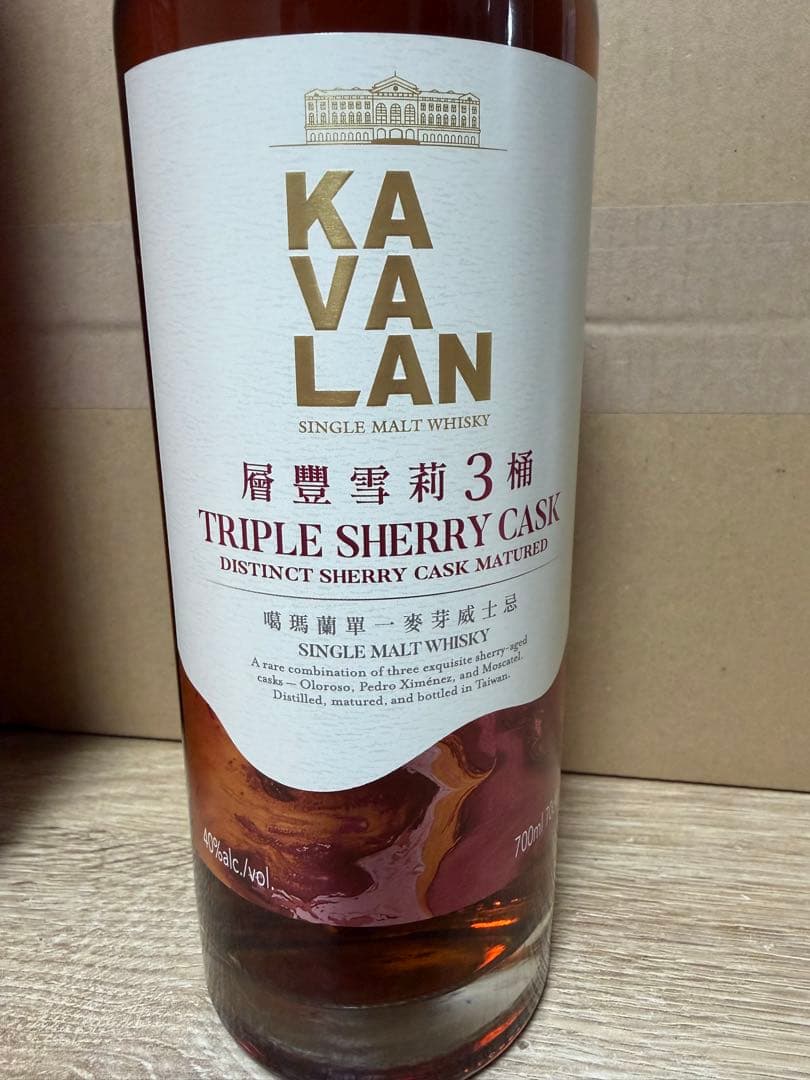 KA
VA
LAN
SINGLE MALT WHISKY
層豐雪莉3桶
TRIPLE SHERRY CASK
DISTINCT SHERRY CASK MATURED
噶瑪蘭單一麥芽威士忌
SINGLE MALT WHISKY
A rare combination of three exquisite sherry-aged
casks — Oloroso, Pedro Ximénez, and Moscatel.
Distilled, matured, and bottled in Taiwan.
40%alc./vol.
700ml